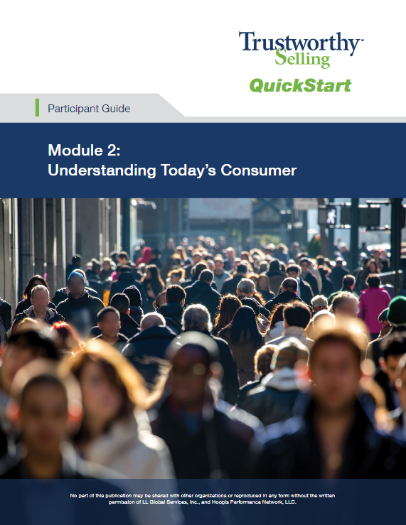 Trustworthy
Selling
QuickStart
Participant Guide
Module 2:
Understanding Today's Consumer
No part of this publication may be shared with other organizations or reproduced in any form without the written
permission of LL Global Services, Inc., and Hoopis Performance Network, LLC.